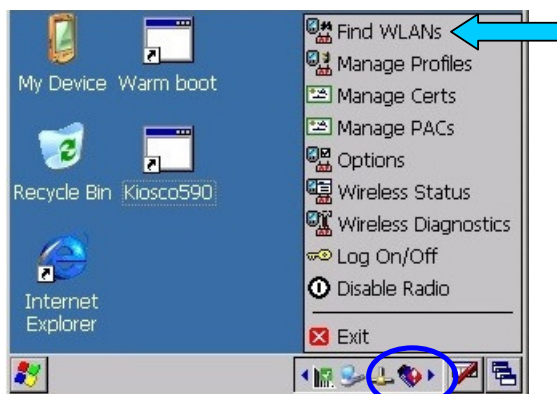 My Device
Warm boot
Recycle Bin
Kiosco590
Internet
Explorer
Find WLANs
Manage Profiles
Manage Certs
Manage PACs
Options
Wireless Status
Wireless Diagnostics
Log On/Off
Disable Radio
Exit